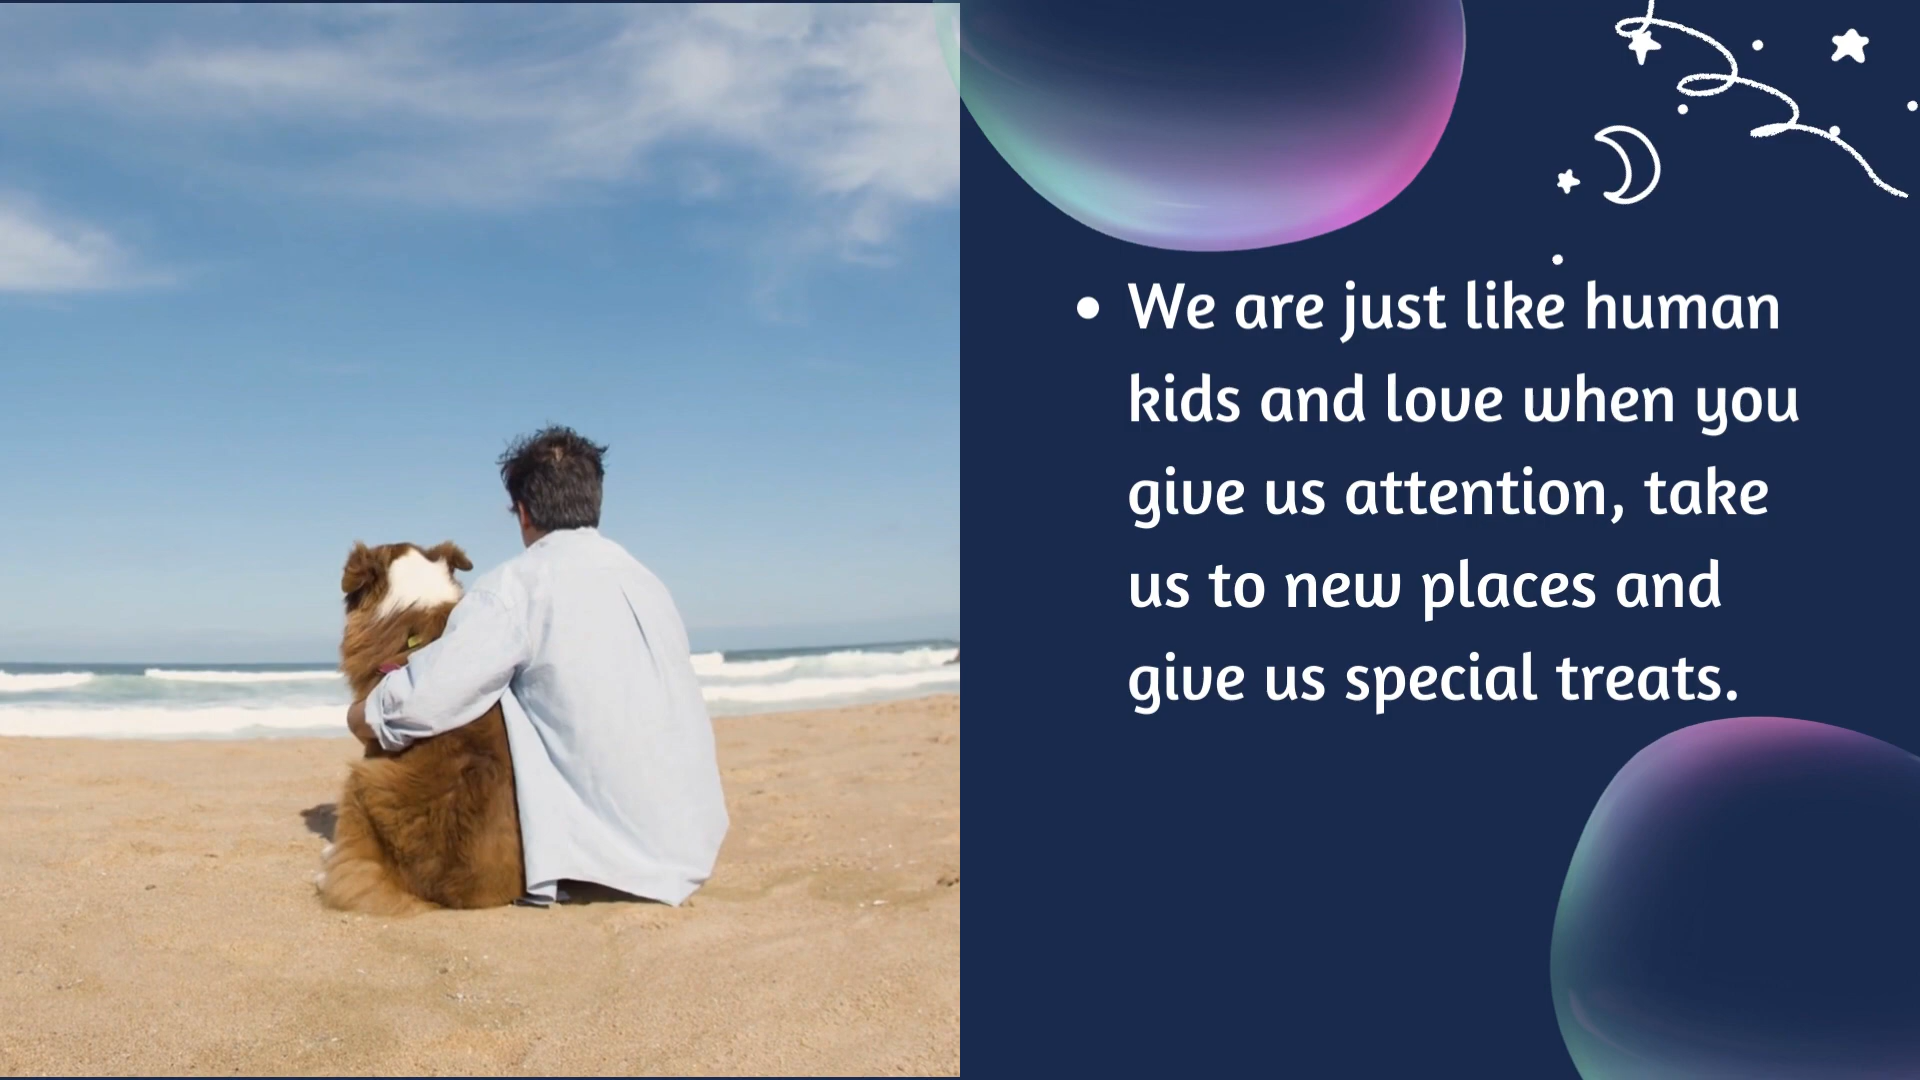 • We are just like human
kids and love when you
give us attention, take
us to new places and
give us special treats.